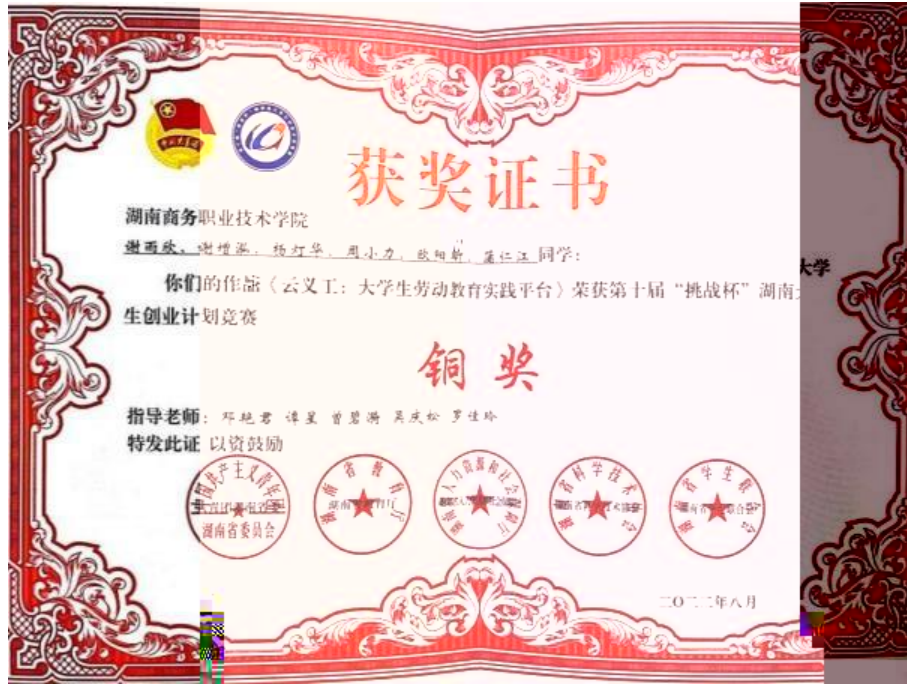 获奖证书
湖南商务职业技术学院
谢雨欣、谢增泓、杨灯华、周小力、欧阳昕、蒲仁江 同学：
你们的作品《云义工：大学生劳动教育实践平台》荣获第十届“挑战杯”湖南大学
生创业计划竞赛
铜奖
指导老师：邓艳君 谭星 曾碧漪 吴庆松 罗佳玲
特发此证 以资鼓励
湖南省委员会
二〇二二年八月